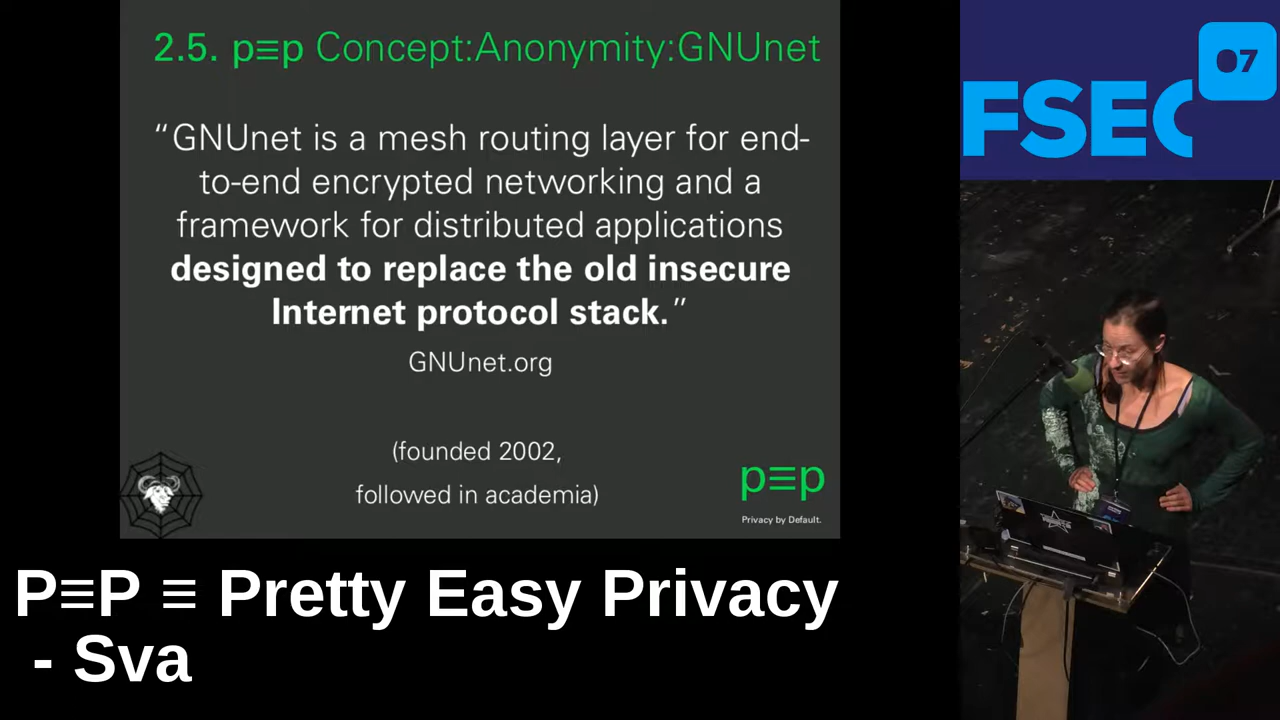 2.5. p≡p Concept:Anonymity:GNUnet
“GNUnet is a mesh routing layer for end-
to-end encrypted networking and a
framework for distributed applications
designed to replace the old insecure
Internet protocol stack.”
GNUnet.org
(founded 2002,
followed in academia)
p≡p
Privacy by Default.
FSEC
07
P≡P ≡ Pretty Easy Privacy
- Sva